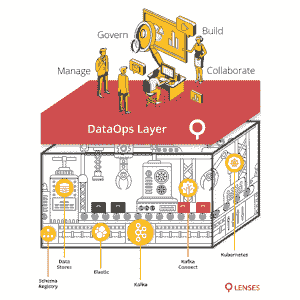 Build
Govern
Manage
Collaborate
DataOps Layer
Kubernetes
Data
Stores
Elastic
Kafka
Connect
Schema
Registry
Kafka
LENSES